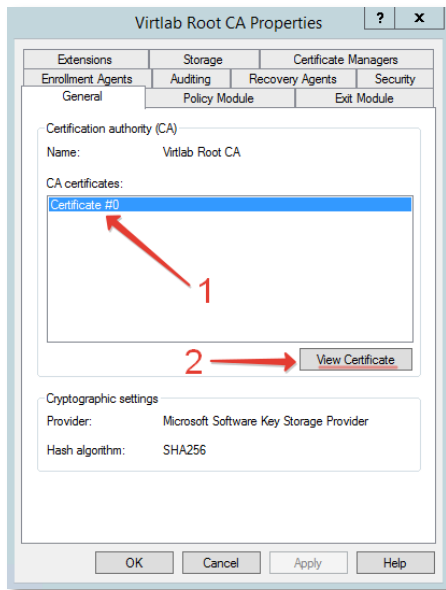 Virtlab Root CA Properties ? x
Extensions Storage Certificate Managers
Enrollment Agents Auditing Recovery Agents Security
General Policy Module Exit Module
Certification authority (CA)
Name: Virtlab Root CA
CA certificates:
Certificate #0
1
2 View Certificate
Cryptographic settings
Provider: Microsoft Software Key Storage Provider
Hash algorithm: SHA256
OK Cancel Apply Help